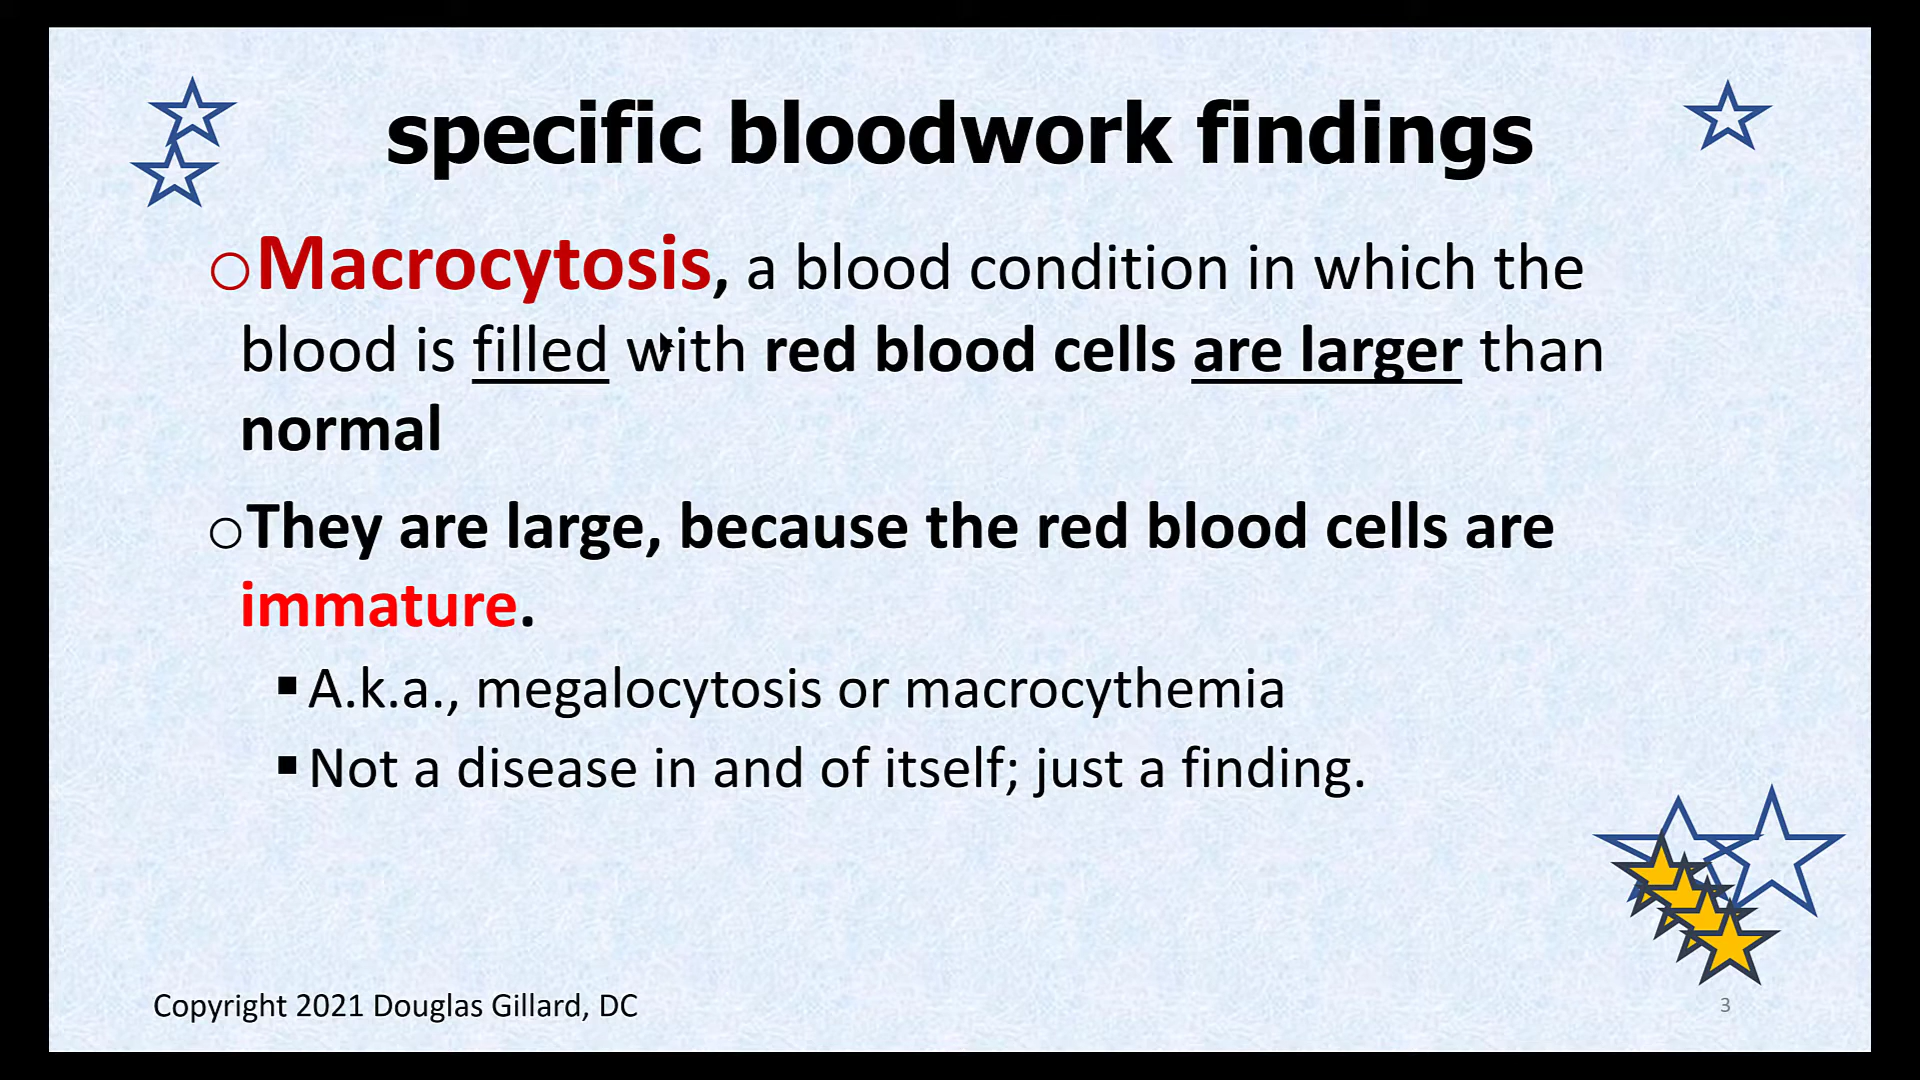 specific bloodwork findings
Macrocytosis, a blood condition in which the
blood is filled with red blood cells are larger than
normal
They are large, because the red blood cells are
immature.
A.k.a., megalocytosis or macrocythemia
Not a disease in and of itself; just a finding.
Copyright 2021 Douglas Gillard, DC
3